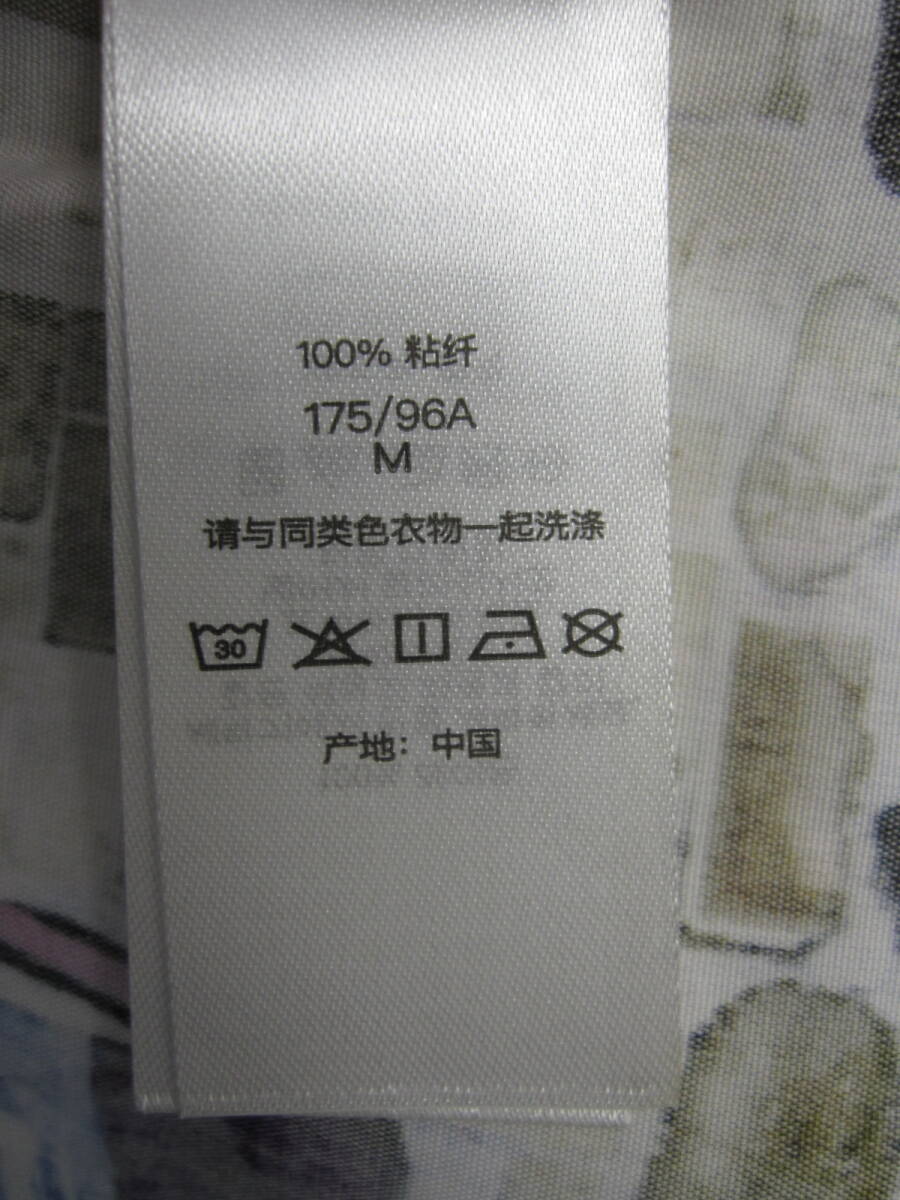 100% 粘纤
175/96A
M
请与同类色衣物一起洗涤
30
产地：中国